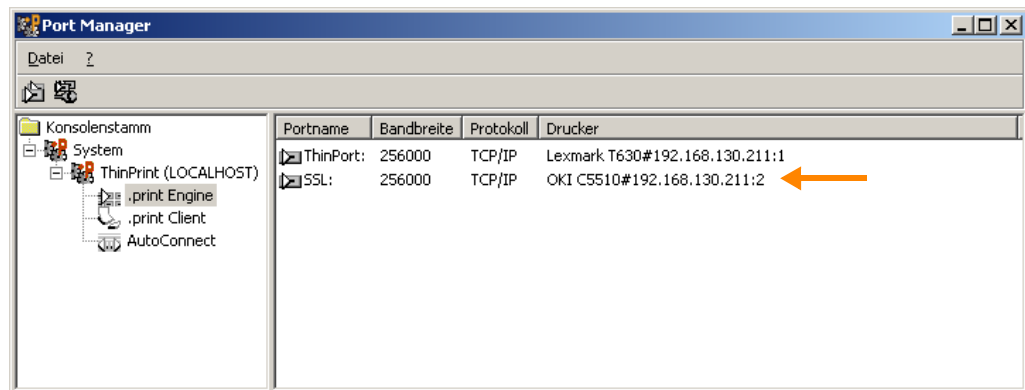 Port Manager
Datei ?
Konsolenstamm
System
ThinPrint (LOCALHOST)
.print Engine
.print Client
AutoConnect
Portname Bandbreite Protokoll Drucker
ThinPort: 256000 TCP/IP Lexmark T630#192.168.130.211:1
SSL: 256000 TCP/IP OKI C5510#192.168.130.211:2